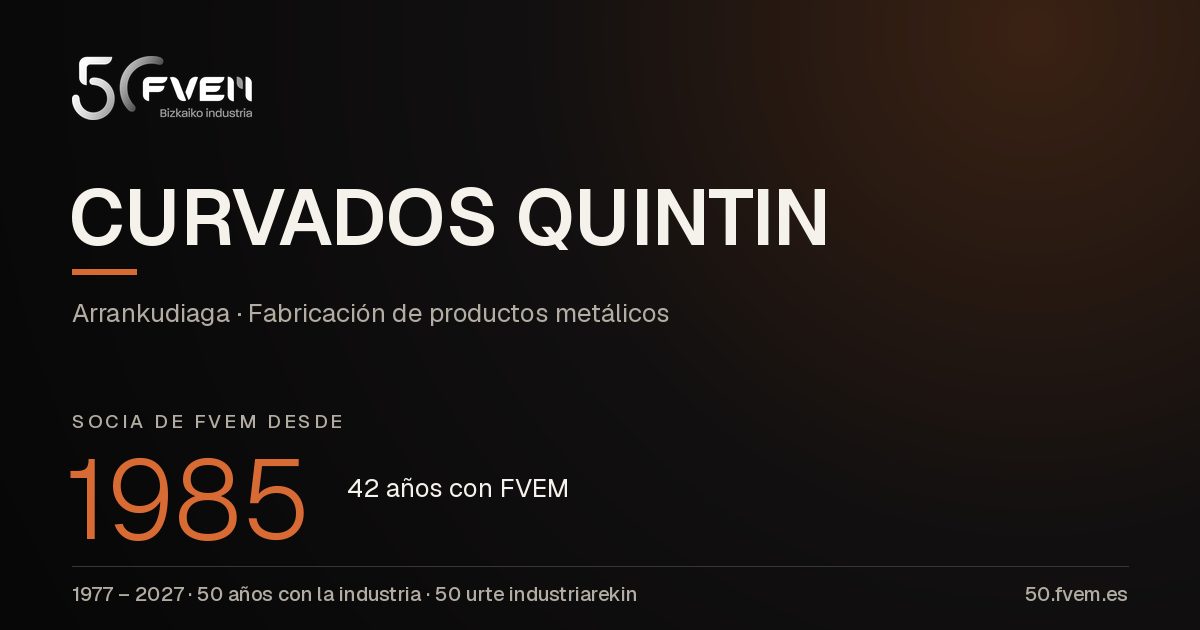 50 FVEM
Bizkaiko industria
CURVADOS QUINTIN
Arrankudiaga · Fabricación de productos metálicos
SOCIA DE FVEM DESDE
1985
42 años con FVEM
1977 – 2027 · 50 años con la industria · 50 urte industriarekin
50.fvem.es